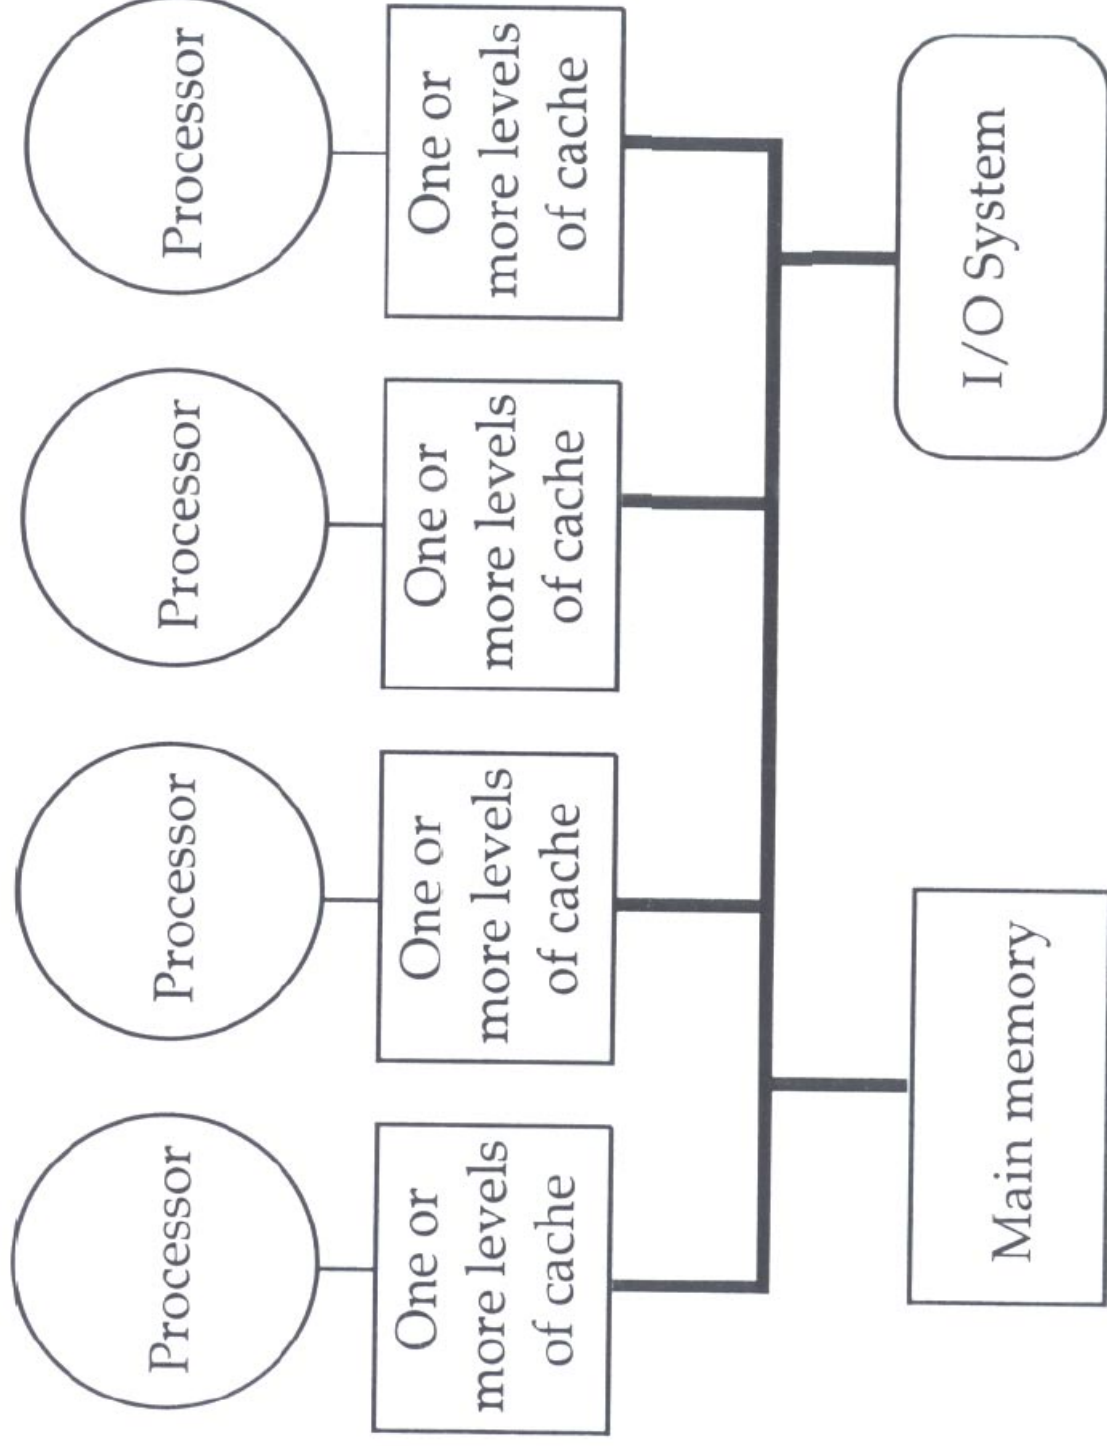 Processor
Processor
Processor
Processor
One or
more levels
of cache
One or
more levels
of cache
One or
more levels
of cache
One or
more levels
of cache
Main memory
I/O System